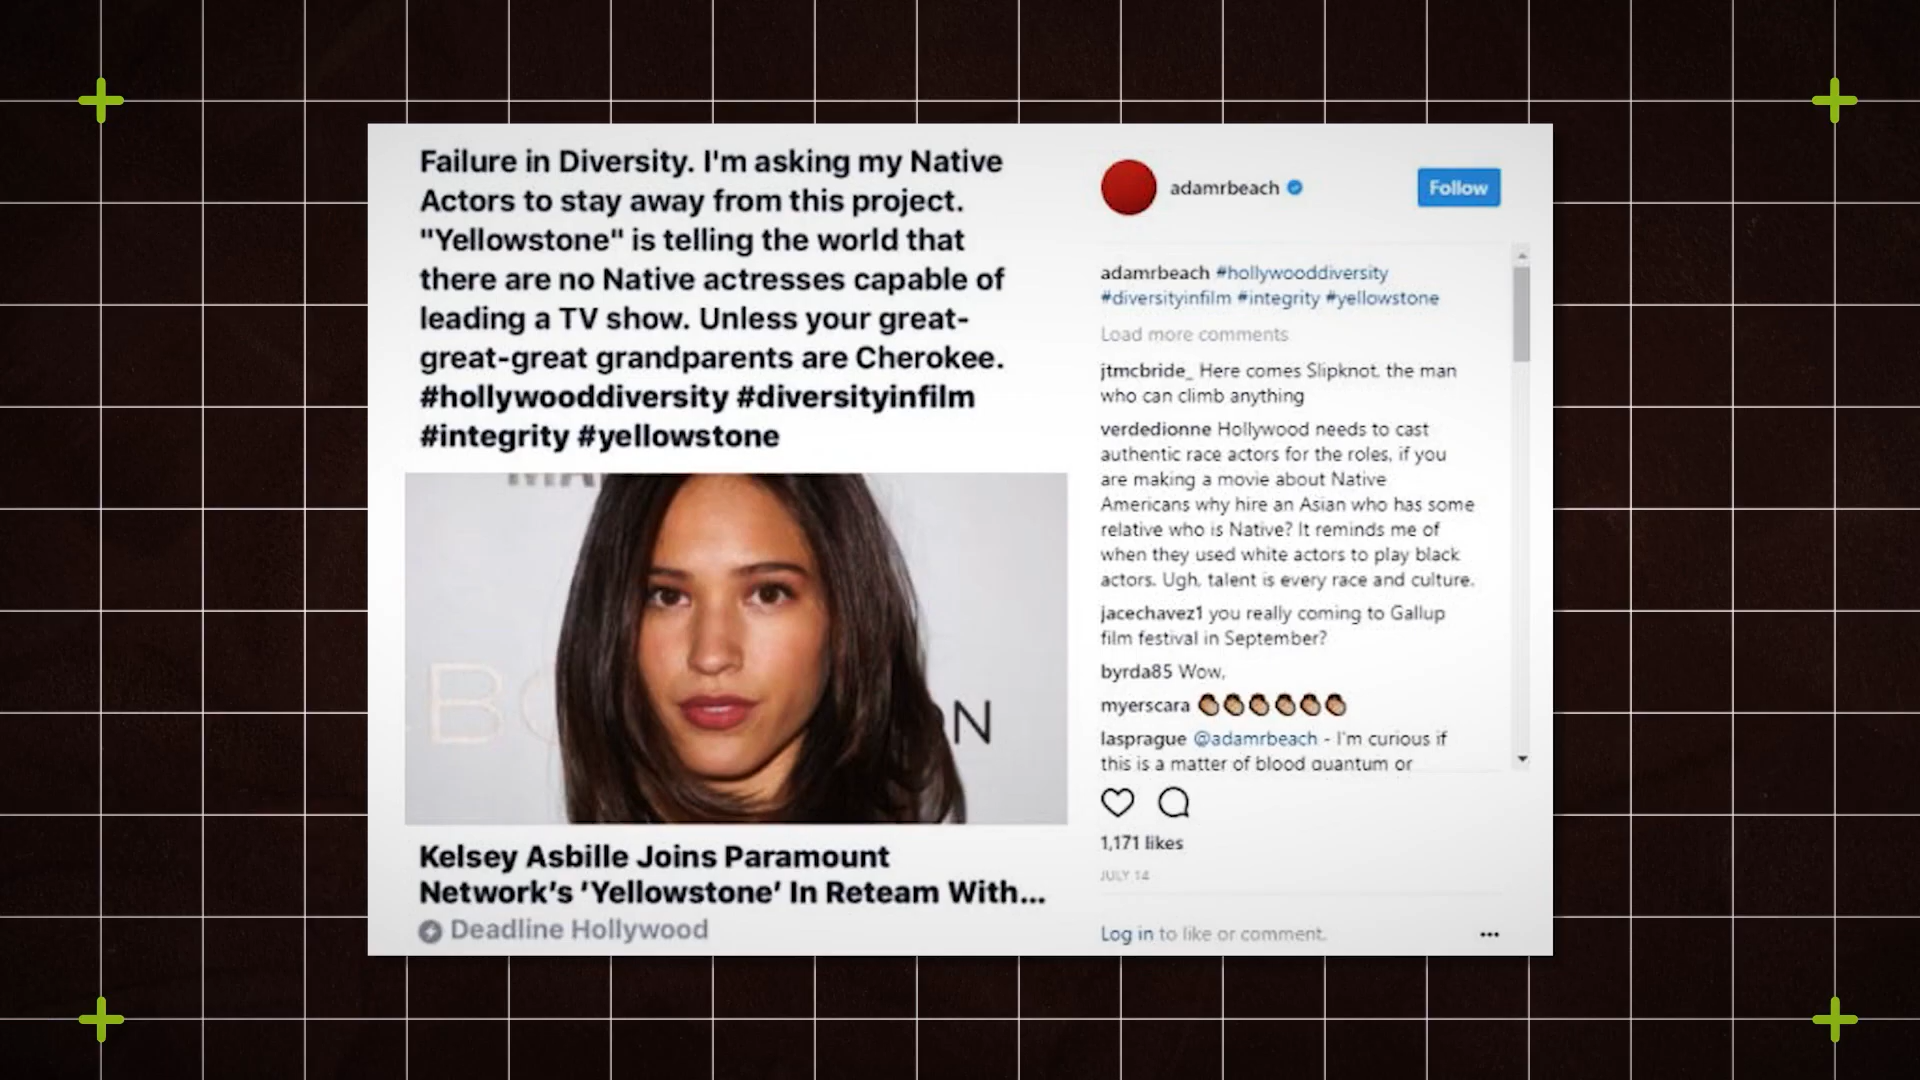 Failure in Diversity. I'm asking my Native
Actors to stay away from this project.
"Yellowstone" is telling the world that
there are no Native actresses capable of
leading a TV show. Unless your great-
great-great grandparents are Cherokee.
#hollywooddiversity #diversityinfilm
#integrity #yellowstone
Kelsey Asbille Joins Paramount
Network's 'Yellowstone' In Reteam With...
Deadline Hollywood
adamrbeach
Follow
adamrbeach #hollywooddiversity
#diversityinfilm #integrity #yellowstone
Load more comments
jtmcbride_ Here comes Slipknot. the man
who can climb anything
verdedionne Hollywood needs to cast
authentic race actors for the roles, if you
are making a movie about Native
Americans why hire an Asian who has some
relative who is Native? It reminds me of
when they used white actors to play black
actors. Ugh, talent is every race and culture.
jacechavez1 you really coming to Gallup
film festival in September?
byrda85 Wow,
myerscara
lasprague @adamrbeach - I'm curious if
this is a matter of blood quantum or
1,171 likes
JULY 14
Log in to like or comment.